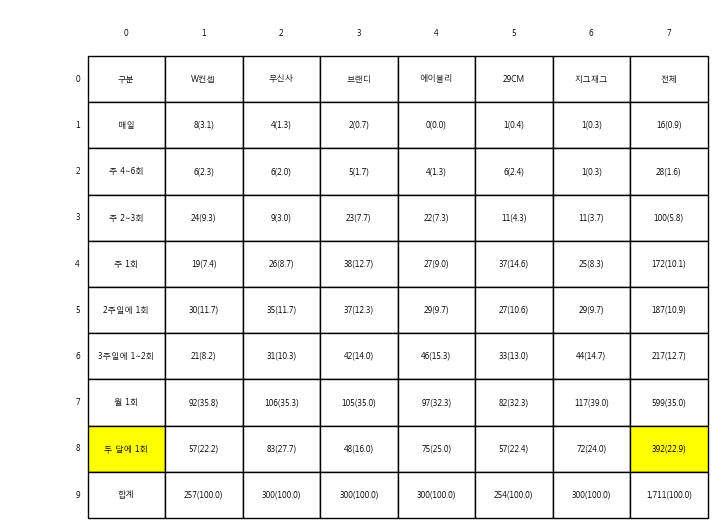 0 1 2 3 4 5 6 7
0 구분 W컨셉 무신사 브랜디 에이블리 29CM 지그재그 전체
1 매일 8(3.1) 4(1.3) 2(0.7) 0(0.0) 1(0.4) 1(0.3) 16(0.9)
2 주 4~6회 6(2.3) 6(2.0) 5(1.7) 4(1.3) 6(2.4) 1(0.3) 28(1.6)
3 주 2~3회 24(9.3) 9(3.0) 23(7.7) 22(7.3) 11(4.3) 11(3.7) 100(5.8)
4 주 1회 19(7.4) 26(8.7) 38(12.7) 27(9.0) 37(14.6) 25(8.3) 172(10.1)
5 2주일에 1회 30(11.7) 35(11.7) 37(12.3) 29(9.7) 27(10.6) 29(9.7) 187(10.9)
6 3주일에 1~2회 21(8.2) 31(10.3) 42(14.0) 46(15.3) 33(13.0) 44(14.7) 217(12.7)
7 월 1회 92(35.8) 106(35.3) 105(35.0) 97(32.3) 82(32.3) 117(39.0) 599(35.0)
8 두 달에 1회 57(22.2) 83(27.7) 48(16.0) 75(25.0) 57(22.4) 72(24.0) 392(22.9)
9 합계 257(100.0) 300(100.0) 300(100.0) 300(100.0) 254(100.0) 300(100.0) 1,711(100.0)